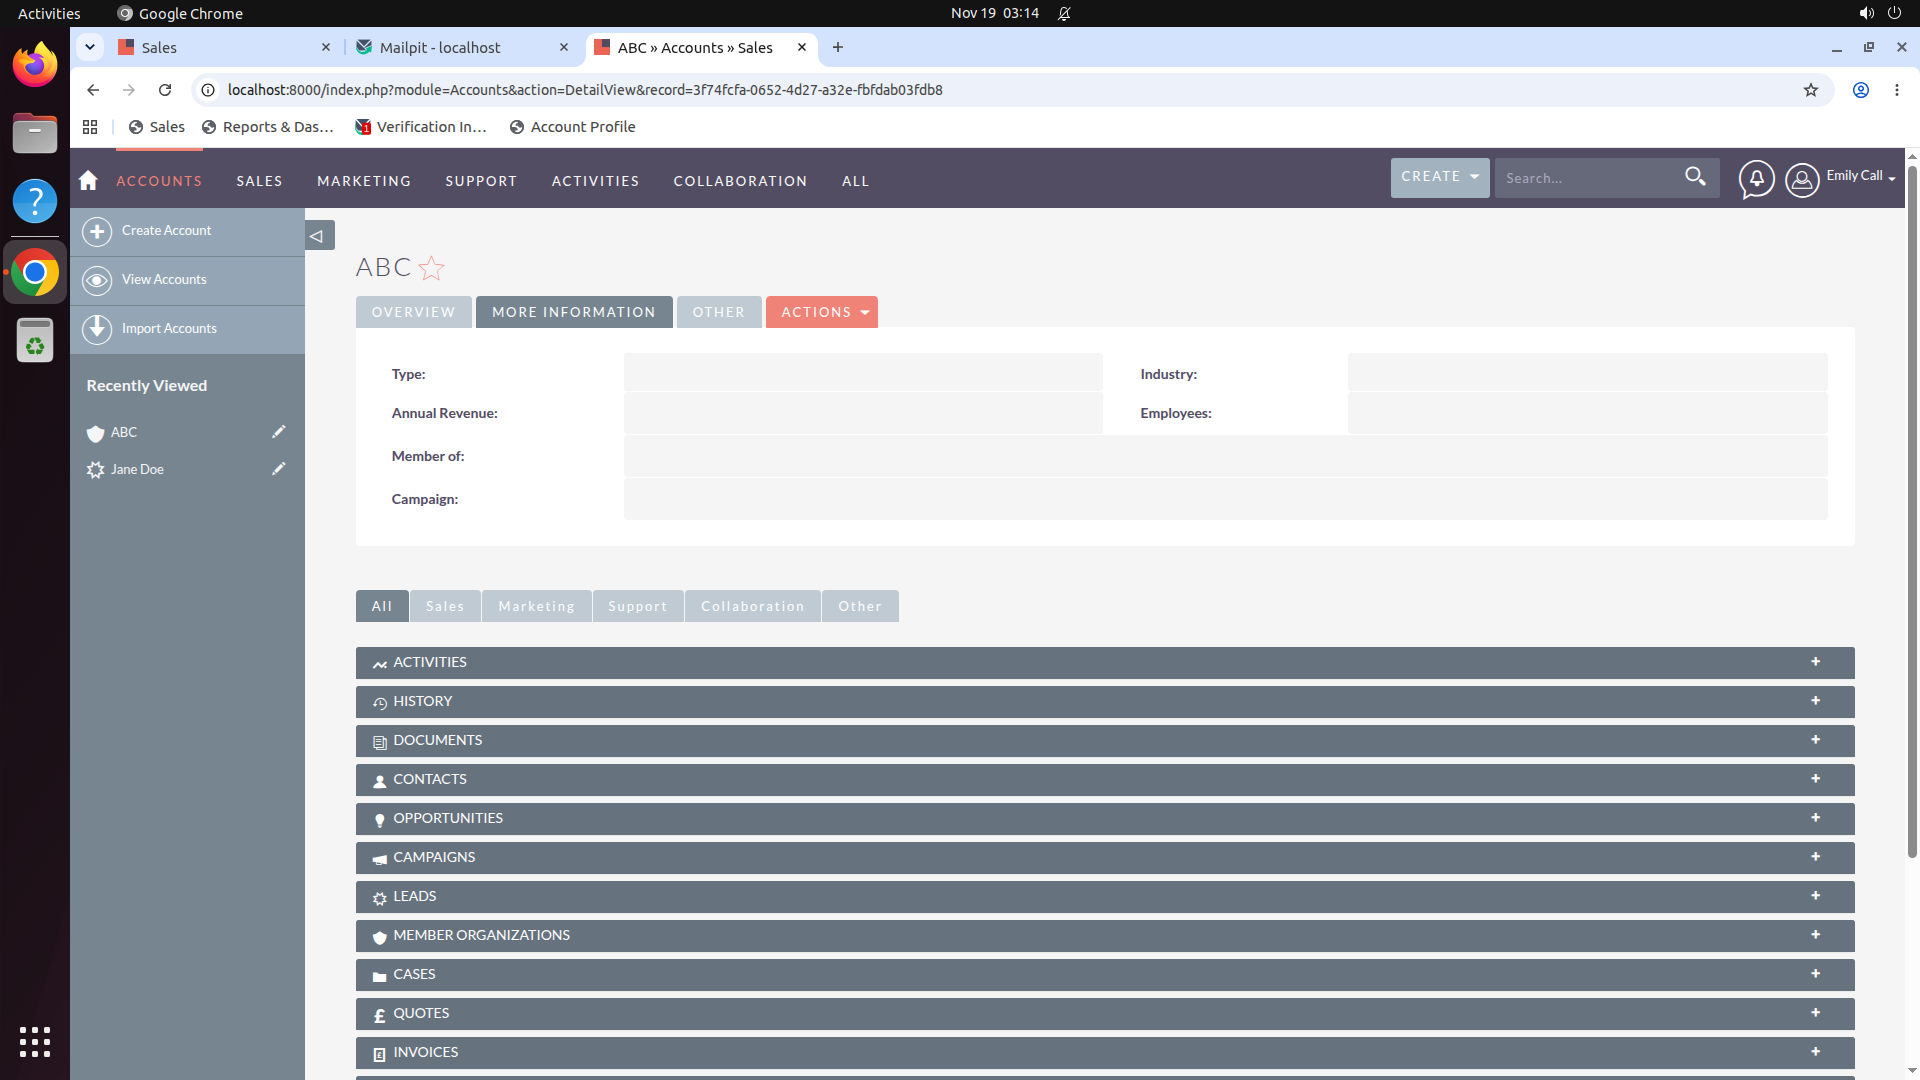 Activities
Google Chrome
Nov 19 03:14
Sales
Mailpit - localhost
ABC » Accounts » Sales
localhost:8000/index.php?module=Accounts&action=DetailView&record=3f74fcfa-0652-4d27-a32e-fbfdab03fdb8
Sales
Reports & Das...
1
Verification In...
Account Profile
ACCOUNTS
SALES
MARKETING
SUPPORT
ACTIVITIES
COLLABORATION
ALL
CREATE
Search...
Emily Call
Create Account
View Accounts
Import Accounts
Recently Viewed
ABC
Jane Doe
ABC
OVERVIEW
MORE INFORMATION
OTHER
ACTIONS
Type:
Industry:
Annual Revenue:
Employees:
Member of:
Campaign:
All
Sales
Marketing
Support
Collaboration
Other
ACTIVITIES
HISTORY
DOCUMENTS
CONTACTS
OPPORTUNITIES
CAMPAIGNS
LEADS
MEMBER ORGANIZATIONS
CASES
QUOTES
INVOICES